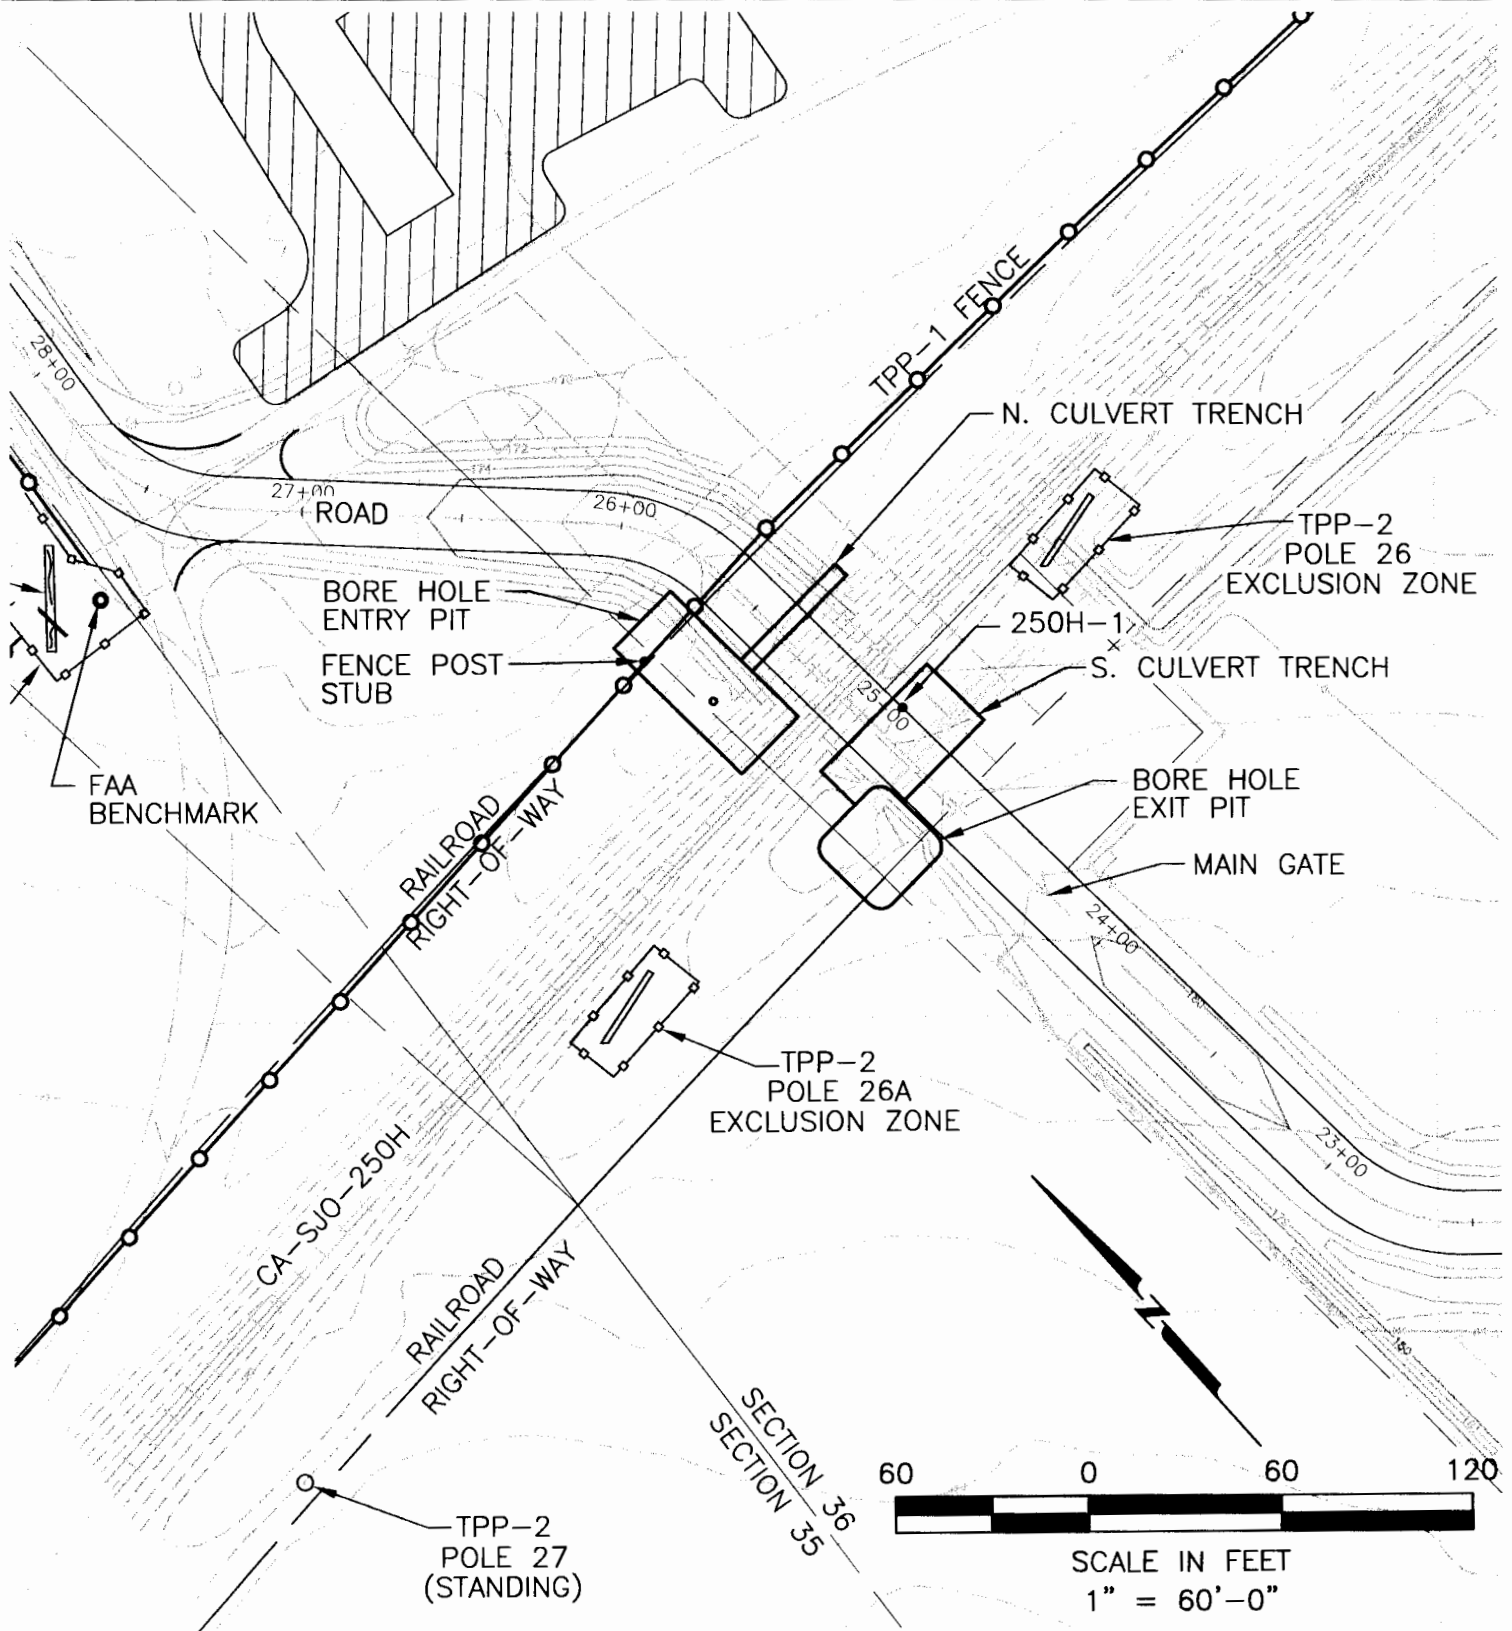 TPP-1 FENCE
28+00
172
174
27+00
26+00
ROAD
N. CULVERT TRENCH
TPP-2
POLE 26
EXCLUSION ZONE
BORE HOLE
ENTRY PIT
FENCE POST
STUB
250H-1
S. CULVERT TRENCH
25+00
FAA
BENCHMARK
BORE HOLE
EXIT PIT
MAIN GATE
RAILROAD
RIGHT-OF-WAY
24+00
180
TPP-2
POLE 26A
EXCLUSION ZONE
23+00
CA-SJO-250H
RAILROAD
RIGHT-OF-WAY
N
SECTION 36
SECTION 35
60 0 60 120
SCALE IN FEET
1" = 60'-0"
TPP-2
POLE 27
(STANDING)